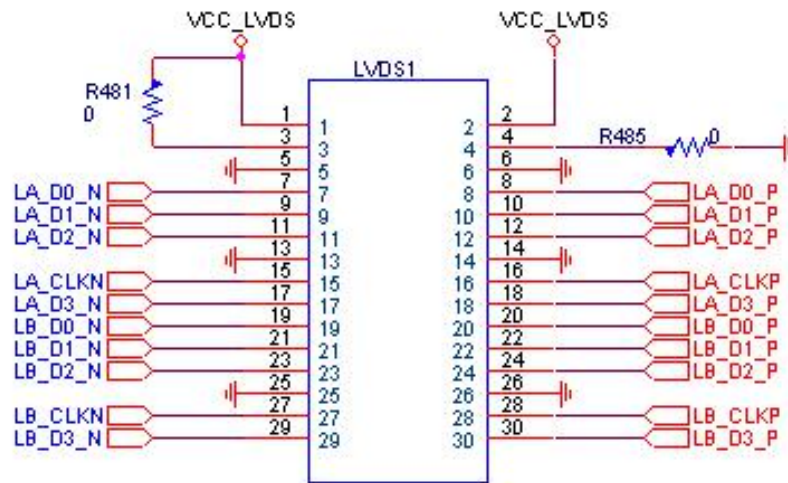 VCC_LVDS VCC_LVDS
LVDS1
R481
0
1 1 2 2
3 3 4 4 R485 0
5 5 6 6
LA_D0_N 7 7 8 8 LA_D0_P
LA_D1_N 9 9 10 10 LA_D1_P
LA_D2_N 11 11 12 12 LA_D2_P
13 13 14 14
LA_CLKN 15 15 16 16 LA_CLKP
LA_D3_N 17 17 18 18 LA_D3_P
LB_D0_N 19 19 20 20 LB_D0_P
LB_D1_N 21 21 22 22 LB_D1_P
LB_D2_N 23 23 24 24 LB_D2_P
25 25 26 26
LB_CLKN 27 27 28 28 LB_CLKP
LB_D3_N 29 29 30 30 LB_D3_P